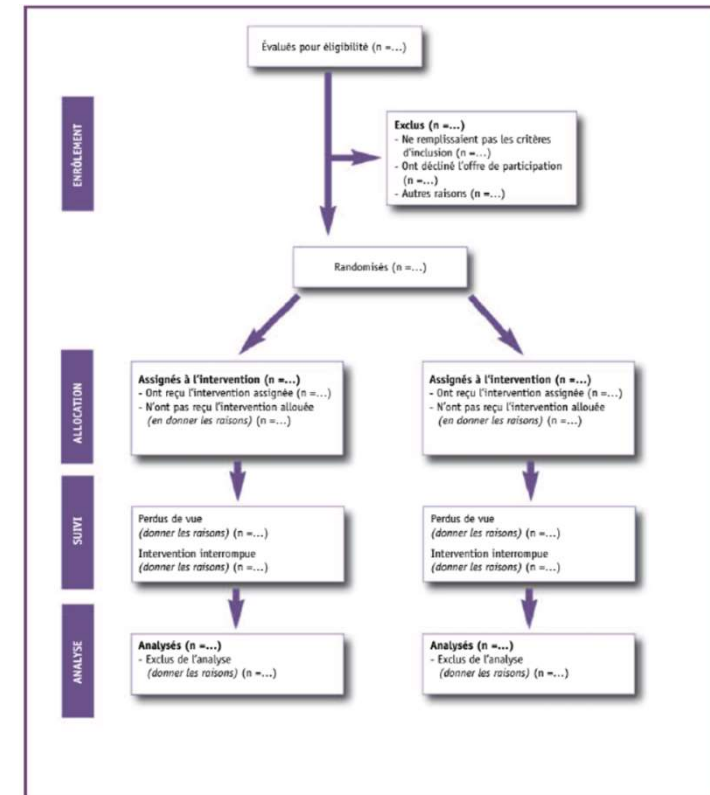 Évalués pour éligibilité (n =...)
ENRÔLEMENT
Exclus (n =...)
- Ne remplissaient pas les critères
d'inclusion (n =...)
- Ont décliné l'offre de participation
(n =...)
- Autres raisons (n =...)
Randomisés (n =...)
ALLOCATION
Assignés à l'intervention (n =...)
- Ont reçu l'intervention assignée (n =...)
- N'ont pas reçu l'intervention allouée
(en donner les raisons) (n =...)
Assignés à l'intervention (n =...)
- Ont reçu l'intervention assignée (n =...)
- N'ont pas reçu l'intervention allouée
(en donner les raisons) (n =...)
SUIVI
Perdus de vue
(donner les raisons) (n =...)
Intervention interrompue
(donner les raisons) (n =...)
Perdus de vue
(donner les raisons) (n =...)
Intervention interrompue
(donner les raisons) (n =...)
ANALYSE
Analysés (n =...)
- Exclus de l'analyse
(donner les raisons) (n =...)
Analysés (n =...)
- Exclus de l'analyse
(donner les raisons) (n =...)